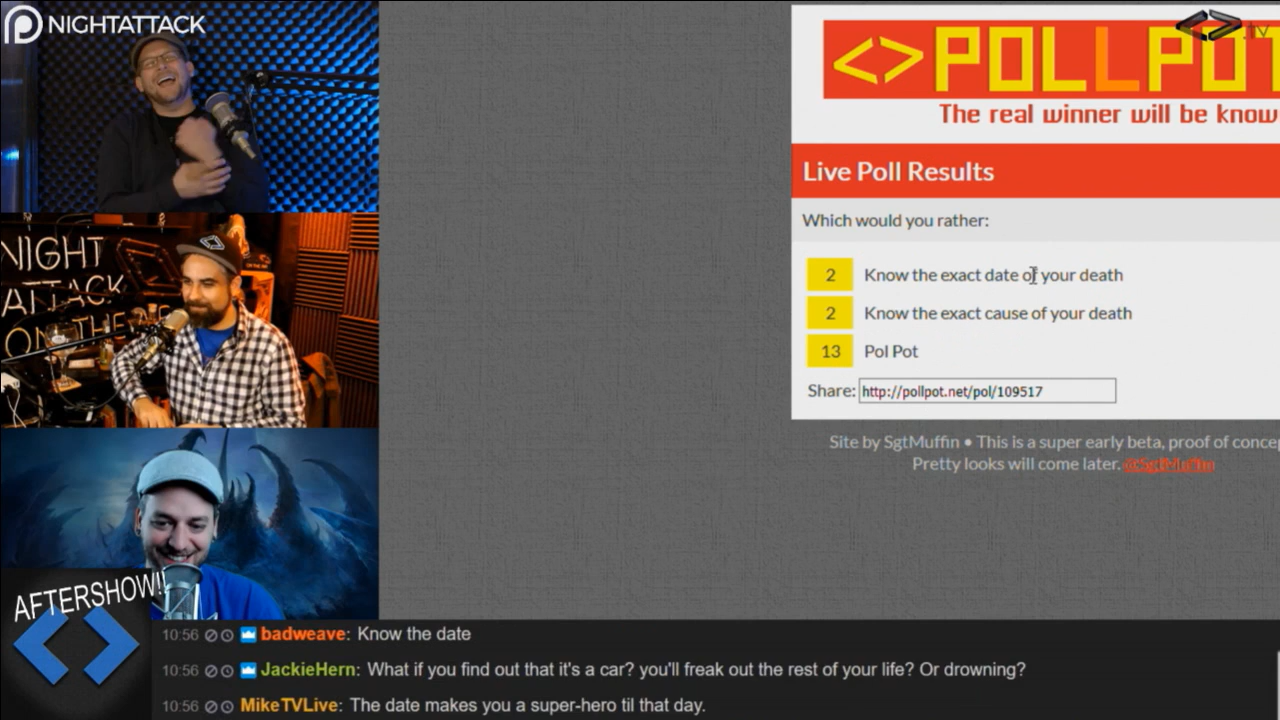 NIGHTATTACK
NIGHT
ATTACK
AFTERSHOW!!
<>POLLPOT
.tv
The real winner will be know
Live Poll Results
Which would you rather:
2 Know the exact date of your death
2 Know the exact cause of your death
13 Pol Pot
Share: http://pollpot.net/pol/109517
Site by SgtMuffin • This is a super early beta, proof of concep
Pretty looks will come later. @SgtMuffin
10:56 badweave: Know the date
10:56 JackieHern: What if you find out that it's a car? you'll freak out the rest of your life? Or drowning?
10:56 MikeTVLive: The date makes you a super-hero til that day.